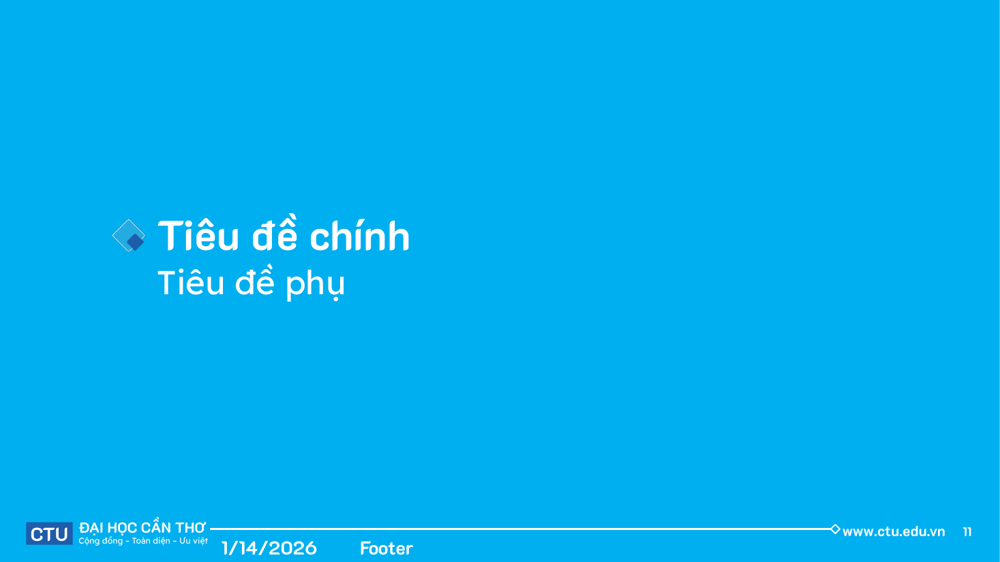 Tiêu đề chính
Tiêu đề phụ
CTU
ĐẠI HỌC CẦN THƠ
Cộng đồng – Toàn diện – Ưu việt
1/14/2026
Footer
www.ctu.edu.vn
11